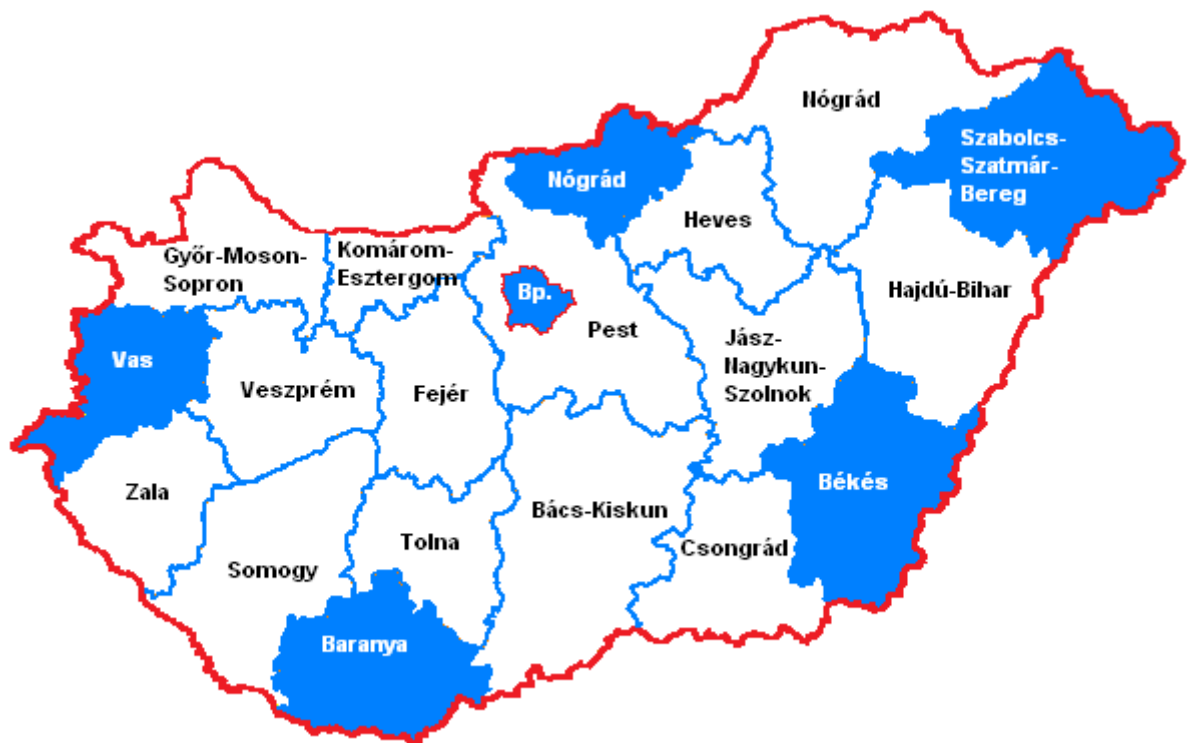 Nógrád
Szabolcs-
Szatmár-
Bereg
Nógrád
Heves
Győr-Moson-
Sopron
Komárom-
Esztergom
Bp.
Hajdú-Bihar
Pest
Jász-
Nagykun-
Szolnok
Vas
Veszprém
Fejér
Zala
Békés
Bács-Kiskun
Tolna
Csongrád
Somogy
Baranya